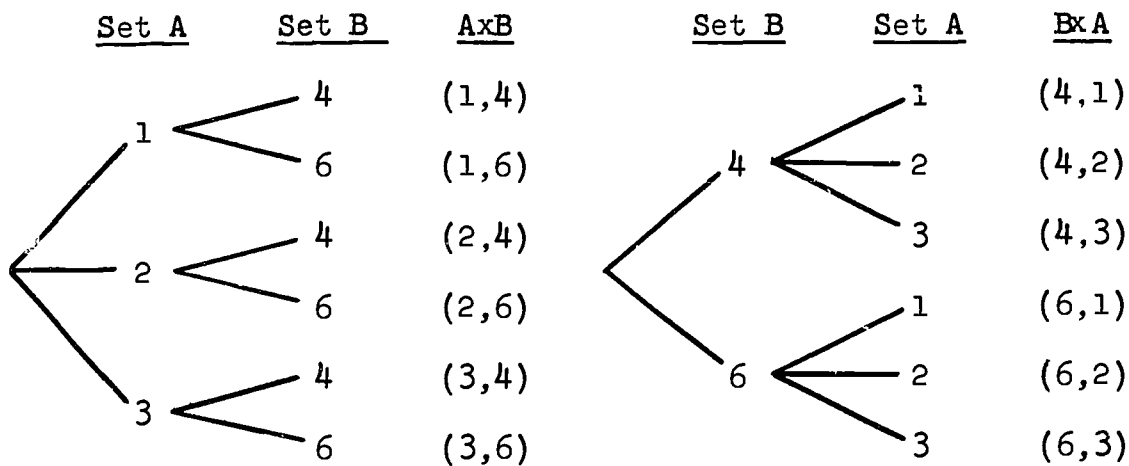 Set A Set B AxB Set B Set A BxA
4 (1,4) 1 (4,1)
1
6 (1,6) 4 2 (4,2)
4 (2,4) 3 (4,3)
2
6 (2,6) 1 (6,1)
4 (3,4) 6 2 (6,2)
3
6 (3,6) 3 (6,3)